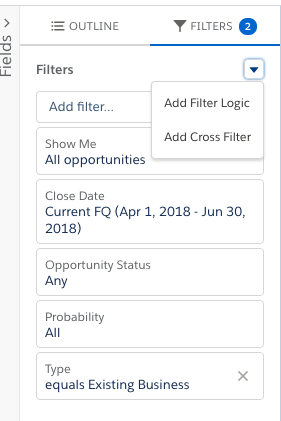 Fields
OUTLINE
FILTERS 2
Filters
Add Filter Logic
Add Cross Filter
Add filter...
Show Me
All opportunities
Close Date
Current FQ (Apr 1, 2018 - Jun 30,
2018)
Opportunity Status
Any
Probability
All
Type
equals Existing Business